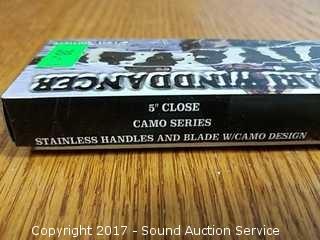 5" CLOSE
CAMO SERIES
STAINLESS HANDLES AND BLADE W/CAMO DESIGN
Copyright 2017 - Sound Auction Service